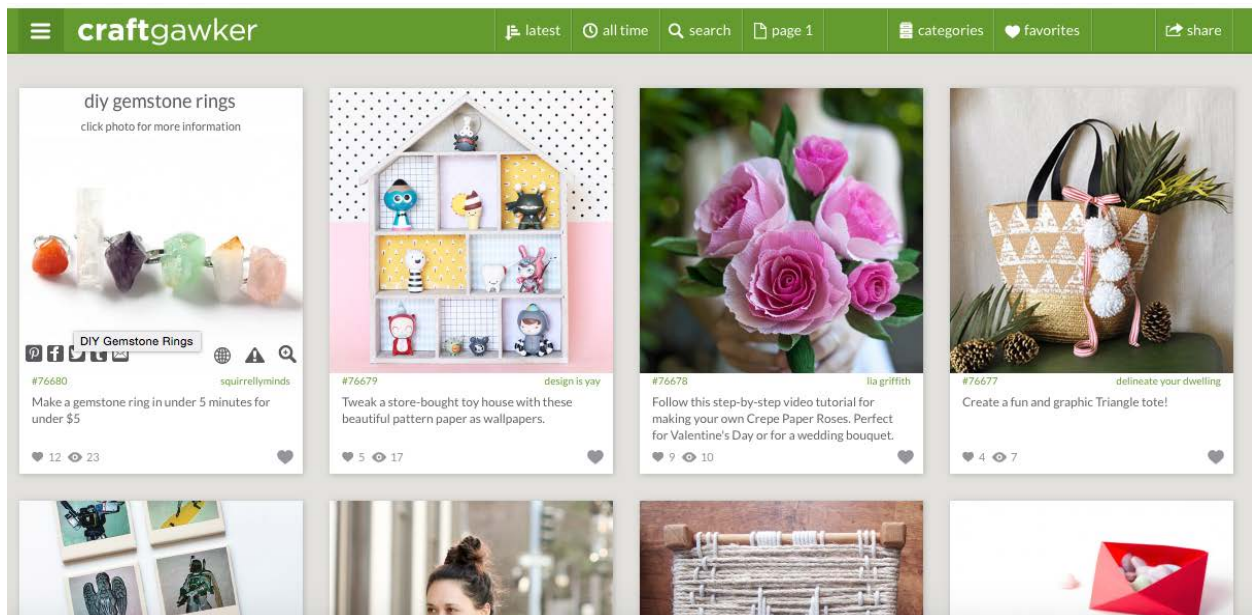 craftgawker
latest
all time
search
page 1
categories
favorites
share
diy gemstone rings
click photo for more information
DIY Gemstone Rings
#76680 squirrellyminds
Make a gemstone ring in under 5 minutes for
under $5
12 23
#76679 design is yay
Tweak a store-bought toy house with these
beautiful pattern paper as wallpapers.
5 17
#76678 lia griffith
Follow this step-by-step video tutorial for
making your own Crepe Paper Roses. Perfect
for Valentine's Day or for a wedding bouquet.
9 10
#76677 delineate your dwelling
Create a fun and graphic Triangle tote!
4 7